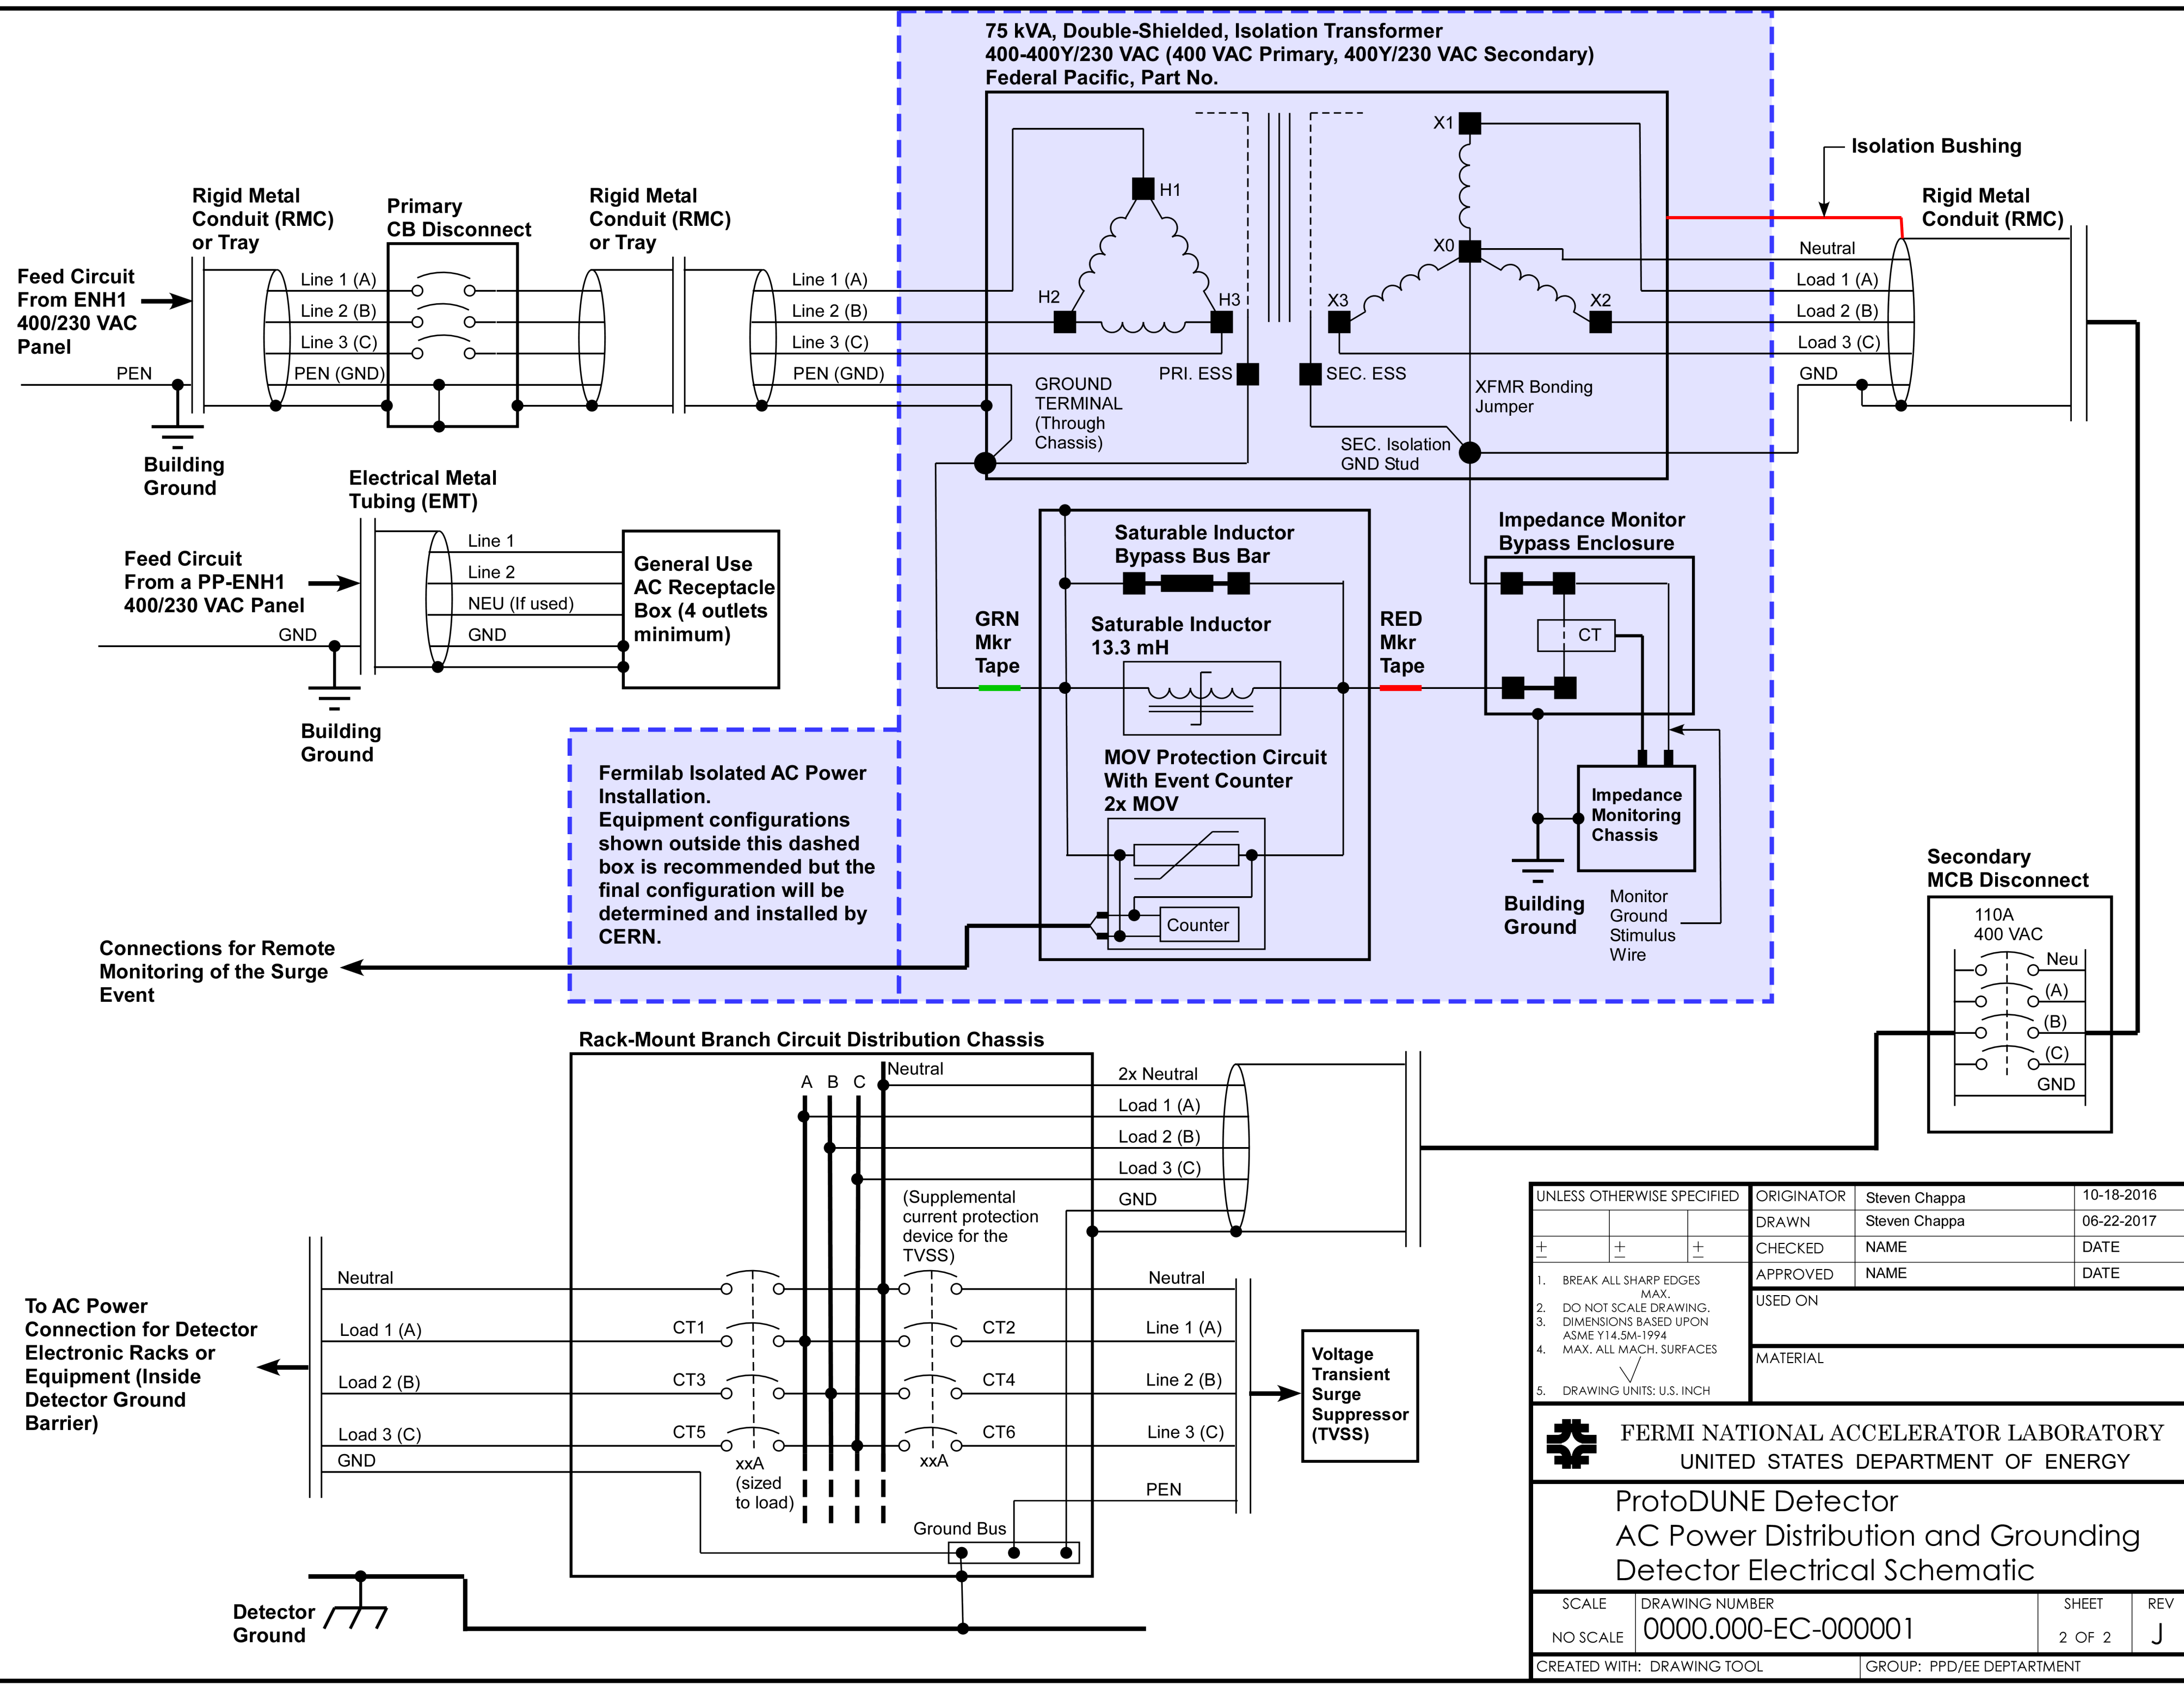 75 kVA, Double-Shielded, Isolation Transformer
400-400Y/230 VAC (400 VAC Primary, 400Y/230 VAC Secondary)
Federal Pacific, Part No.
X1
Isolation Bushing
H1
Rigid Metal
Conduit (RMC)
or Tray
Primary
CB Disconnect
Rigid Metal
Conduit (RMC)
or Tray
Rigid Metal
Conduit (RMC)
Feed Circuit
From ENH1
400/230 VAC
Panel
PEN
Line 1 (A)
Line 2 (B)
Line 3 (C)
PEN (GND)
Line 1 (A)
Line 2 (B)
Line 3 (C)
PEN (GND)
H2
H3
X0
X3
X2
Neutral
Load 1 (A)
Load 2 (B)
Load 3 (C)
GND
PRI. ESS
SEC. ESS
GROUND
TERMINAL
(Through
Chassis)
XFMR Bonding
Jumper
SEC. Isolation
GND Stud
Building
Ground
Electrical Metal
Tubing (EMT)
Feed Circuit
From a PP-ENH1
400/230 VAC Panel
GND
Line 1
Line 2
NEU (If used)
GND
General Use
AC Receptacle
Box (4 outlets
minimum)
Building
Ground
Saturable Inductor
Bypass Bus Bar
Impedance Monitor
Bypass Enclosure
GRN
Mkr
Tape
Saturable Inductor
13.3 mH
RED
Mkr
Tape
CT
MOV Protection Circuit
With Event Counter
2x MOV
Counter
Impedance
Monitoring
Chassis
Building
Ground
Monitor
Ground
Stimulus
Wire
Fermilab Isolated AC Power
Installation.
Equipment configurations
shown outside this dashed
box is recommended but the
final configuration will be
determined and installed by
CERN.
Connections for Remote
Monitoring of the Surge
Event
Secondary
MCB Disconnect
110A
400 VAC
Neu
(A)
(B)
(C)
GND
Rack-Mount Branch Circuit Distribution Chassis
A B C
Neutral
2x Neutral
Load 1 (A)
Load 2 (B)
Load 3 (C)
GND
(Supplemental
current protection
device for the
TVSS)
To AC Power
Connection for Detector
Electronic Racks or
Equipment (Inside
Detector Ground
Barrier)
Neutral
Load 1 (A)
Load 2 (B)
Load 3 (C)
GND
CT1
CT3
CT5
xxA
(sized
to load)
CT2
CT4
CT6
xxA
Neutral
Line 1 (A)
Line 2 (B)
Line 3 (C)
PEN
Ground Bus
Voltage
Transient
Surge
Suppressor
(TVSS)
Detector
Ground
UNLESS OTHERWISE SPECIFIED
± ± ±
1. BREAK ALL SHARP EDGES
MAX.
2. DO NOT SCALE DRAWING.
3. DIMENSIONS BASED UPON
ASME Y14.5M-1994
4. MAX. ALL MACH. SURFACES
5. DRAWING UNITS: U.S. INCH
ORIGINATOR Steven Chappa 10-18-2016
DRAWN Steven Chappa 06-22-2017
CHECKED NAME DATE
APPROVED NAME DATE
USED ON
MATERIAL
FERMI NATIONAL ACCELERATOR LABORATORY
UNITED STATES DEPARTMENT OF ENERGY
ProtoDUNE Detector
AC Power Distribution and Grounding
Detector Electrical Schematic
SCALE
NO SCALE
DRAWING NUMBER
0000.000-EC-000001
SHEET
2 OF 2
REV
J
CREATED WITH: DRAWING TOOL
GROUP: PPD/EE DEPTARTMENT